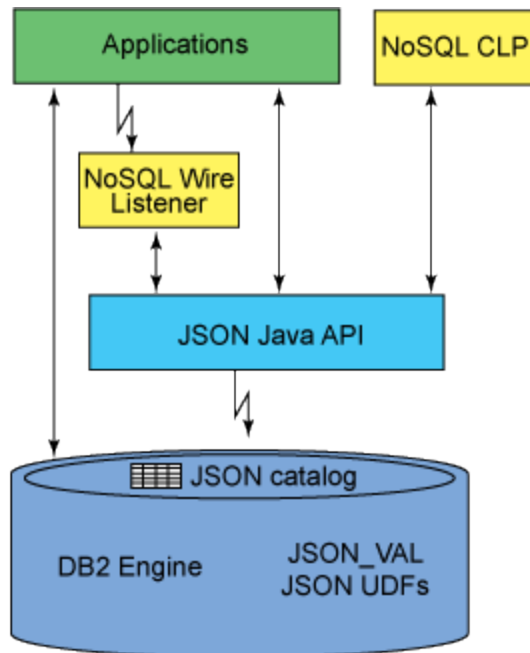 Applications
NoSQL CLP
NoSQL Wire
Listener
JSON Java API
JSON catalog
DB2 Engine
JSON_VAL
JSON UDFs